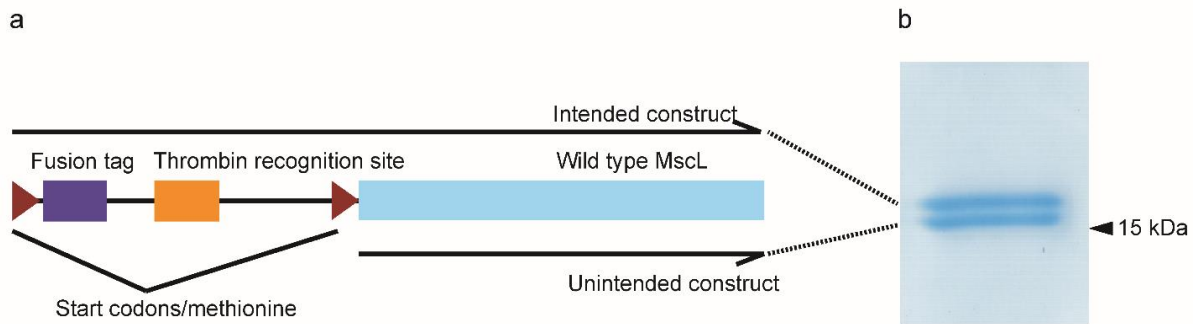 a
b
Intended construct
Fusion tag
Thrombin recognition site
Wild type MscL
15 kDa
Unintended construct
Start codons/methionine